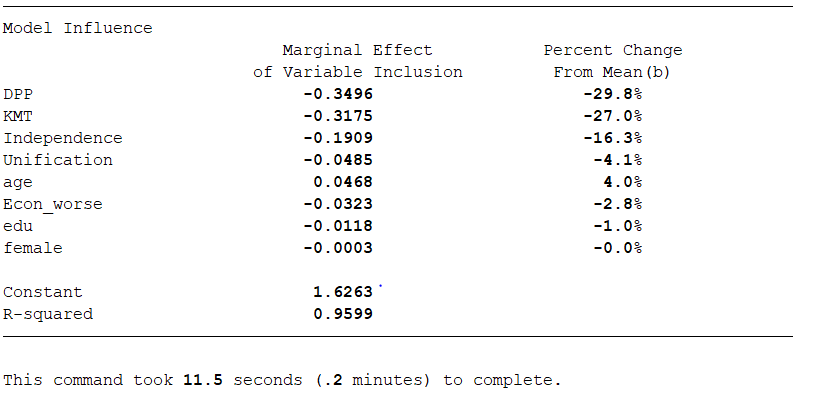 Model Influence
Marginal Effect Percent Change
of Variable Inclusion From Mean(b)
DPP -0.3496 -29.8%
KMT -0.3175 -27.0%
Independence -0.1909 -16.3%
Unification -0.0485 -4.1%
age 0.0468 4.0%
Econ_worse -0.0323 -2.8%
edu -0.0118 -1.0%
female -0.0003 -0.0%
Constant 1.6263
R-squared 0.9599
This command took 11.5 seconds (.2 minutes) to complete.